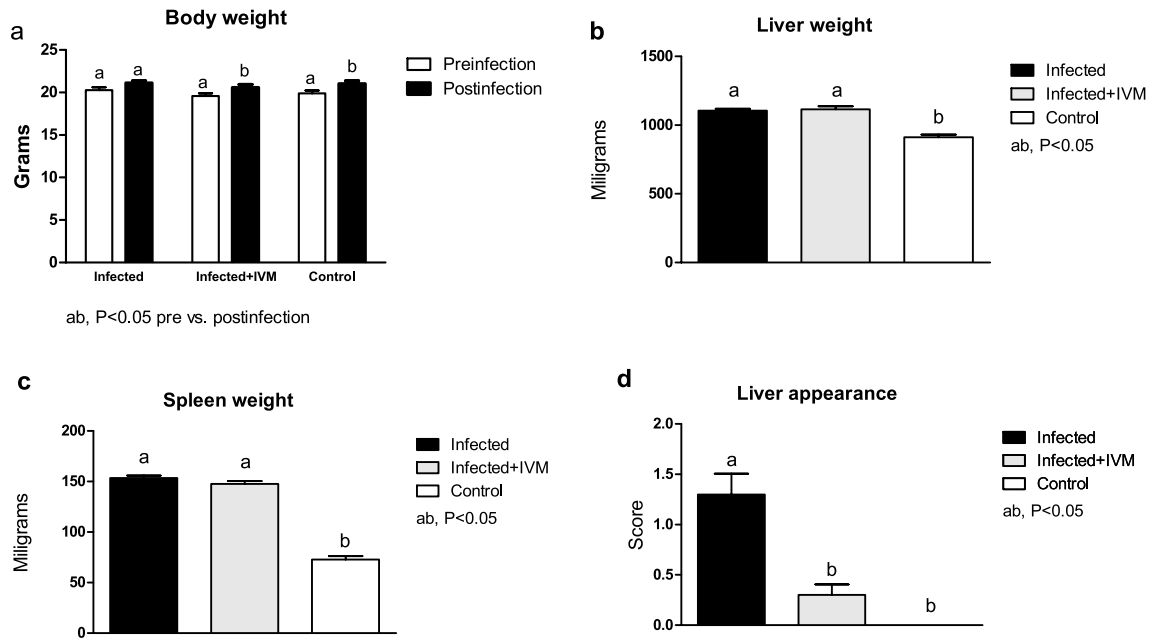 a
Body weight
25
20
15
10
5
0
Grams
a a a b a b
Infected Infected+IVM Control
Preinfection
Postinfection
ab, P<0.05 pre vs. postinfection
b
Liver weight
1500
1000
500
0
Miligrams
a a b
Infected
Infected+IVM
Control
ab, P<0.05
c
Spleen weight
200
150
100
50
0
Miligrams
a a b
Infected
Infected+IVM
Control
ab, P<0.05
d
Liver appearance
2.0
1.5
1.0
0.5
0.0
Score
a b b
Infected
Infected+IVM
Control
ab, P<0.05